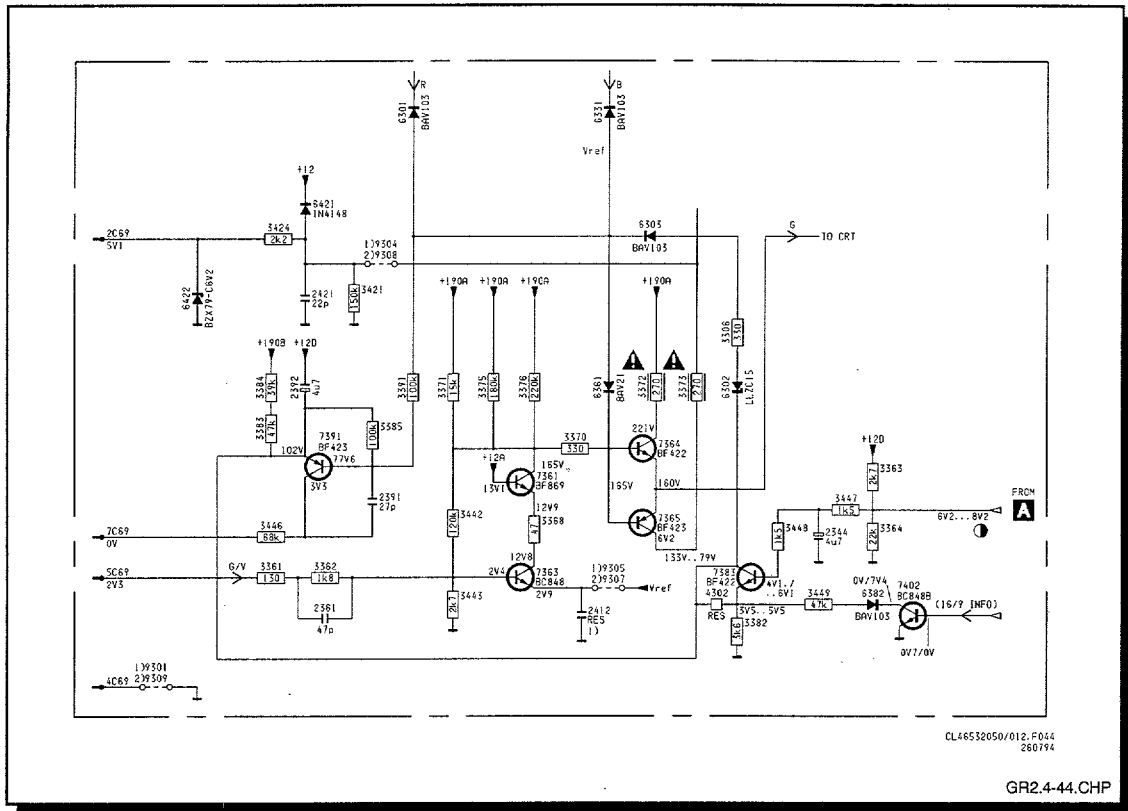 R
6301
BAV103
B
6331
BAV103
Vref
+12
6421
1N4148
2C69
5V1
3424
2k2
1)9304
2)9308
6303
BAV103
G
TO CRT
6422
BZX79-C6V2
2421
22p
150k
3421
+190A
+190A
+190A
+190A
3306
330
+190B
+12D
3384
39k
2392
4u7
3391
100k
3371
15k
3375
180k
3376
220k
6361
BAV21
3372
270
3373
270
6302
3383
47k
100k
3385
7391
BF423
102V
77V6
3V3
3370
330
221V
7364
BF422
+12A
13V1
165V
7361
BF869
165V
160V
+12D
3363
2k7
2391
27p
12V9
3368
47
7365
BF423
6V2
3447
1k5
FROM
A
6V2...8V2
3442
120k
3448
1k5
2344
4u7
3364
22k
7C69
0V
3446
68k
133V..79V
5C69
2V3
G/V
3361
130
3362
1k8
12V8
2V4
7363
BC848
2V9
1)9305
2)9307
Vref
7383
BF422
4V1./
..6V1
0V/7V4
7402
BC848B
2361
47p
3443
2k7
2412
RES
1)
4302
RES
3V5..5V5
3382
3k6
3449
47k
6382
BAV103
(16/9 INFO)
0V7/0V
4C69
1)9301
2)9309
CL46532050/012.F044
260794
GR2.4-44.CHP